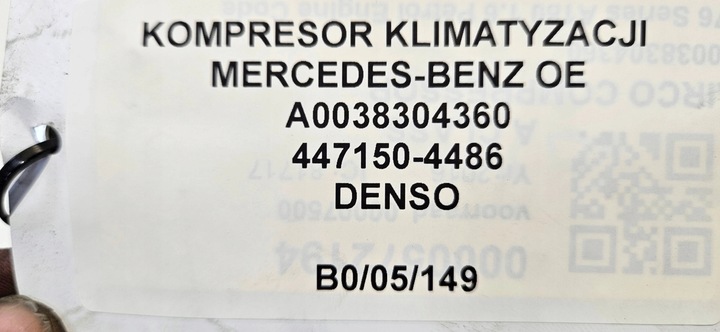 KOMPRESOR KLIMATYZACJI
MERCEDES-BENZ OE
A0038304360
447150-4486
DENSO
B0/05/149